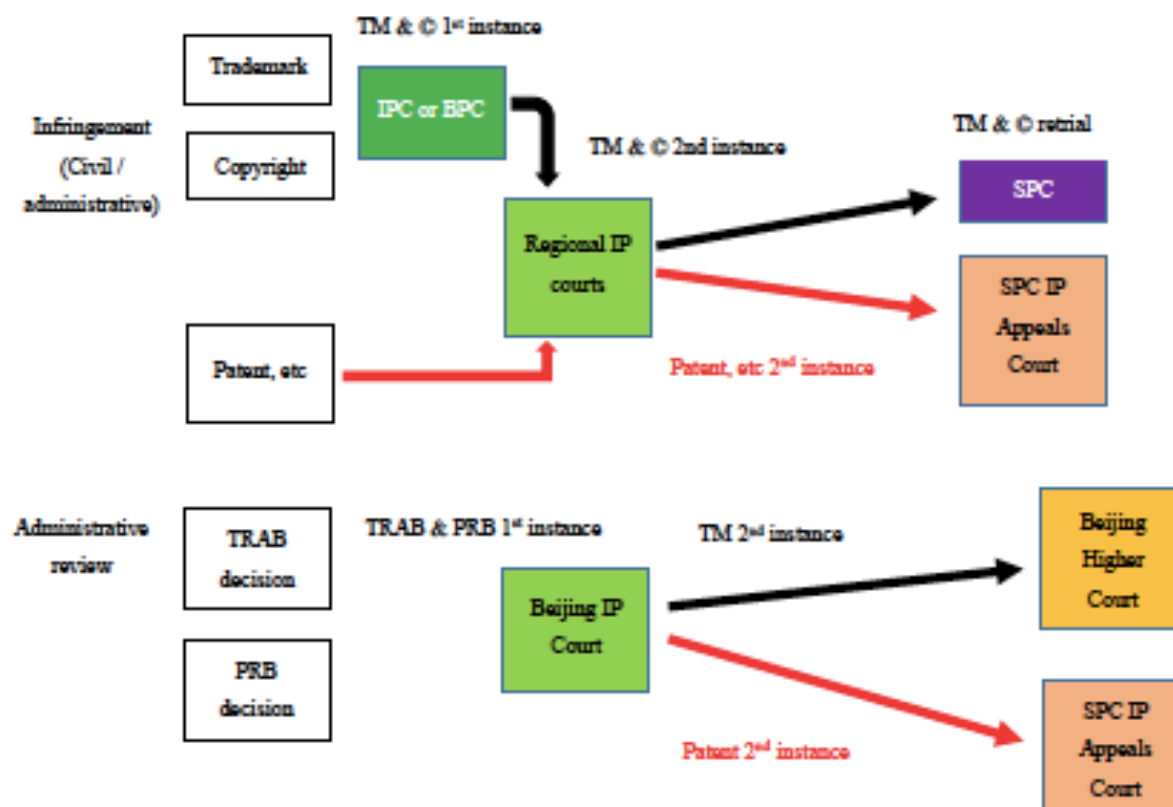 TM & © 1st instance
Trademark
IPC or BPC
Infringement
(Civil /
administrative)
Copyright
TM & © 2nd instance
TM & © retrial
SPC
Regional IP
courts
SPC IP
Appeals
Court
Patent, etc
Patent, etc 2nd instance
Administrative
review
TRAB
decision
TRAB & PRB 1st instance
TM 2nd instance
Beijing
Higher
Court
Beijing IP
Court
PRB
decision
Patent 2nd instance
SPC IP
Appeals
Court